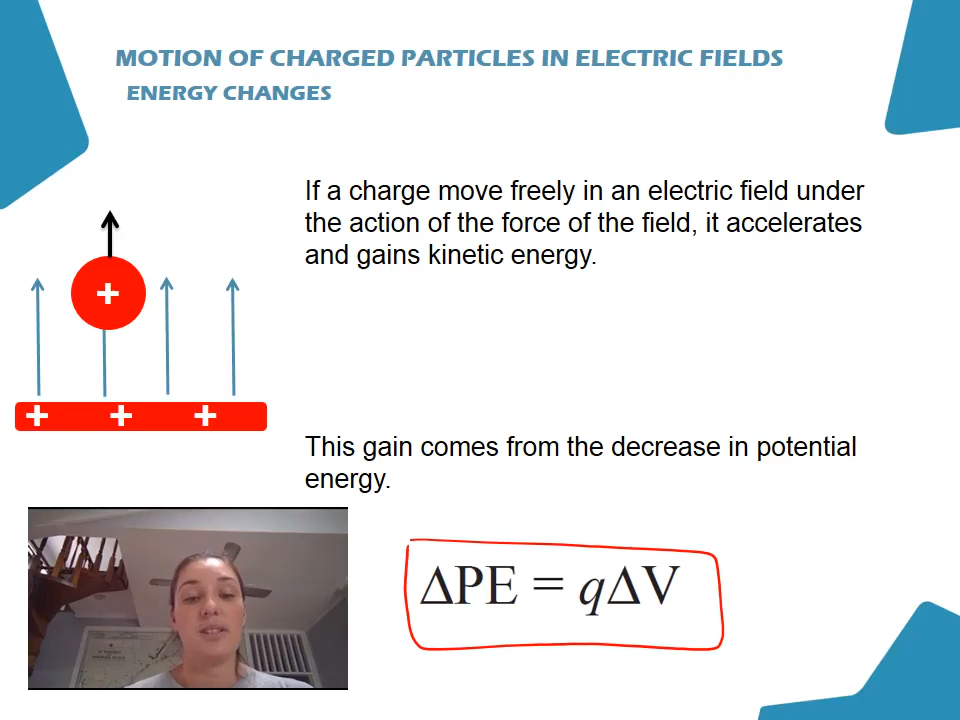 MOTION OF CHARGED PARTICLES IN ELECTRIC FIELDS
ENERGY CHANGES
If a charge move freely in an electric field under
the action of the force of the field, it accelerates
and gains kinetic energy.
+
+ + +
This gain comes from the decrease in potential
energy.
ΔPE = qΔV